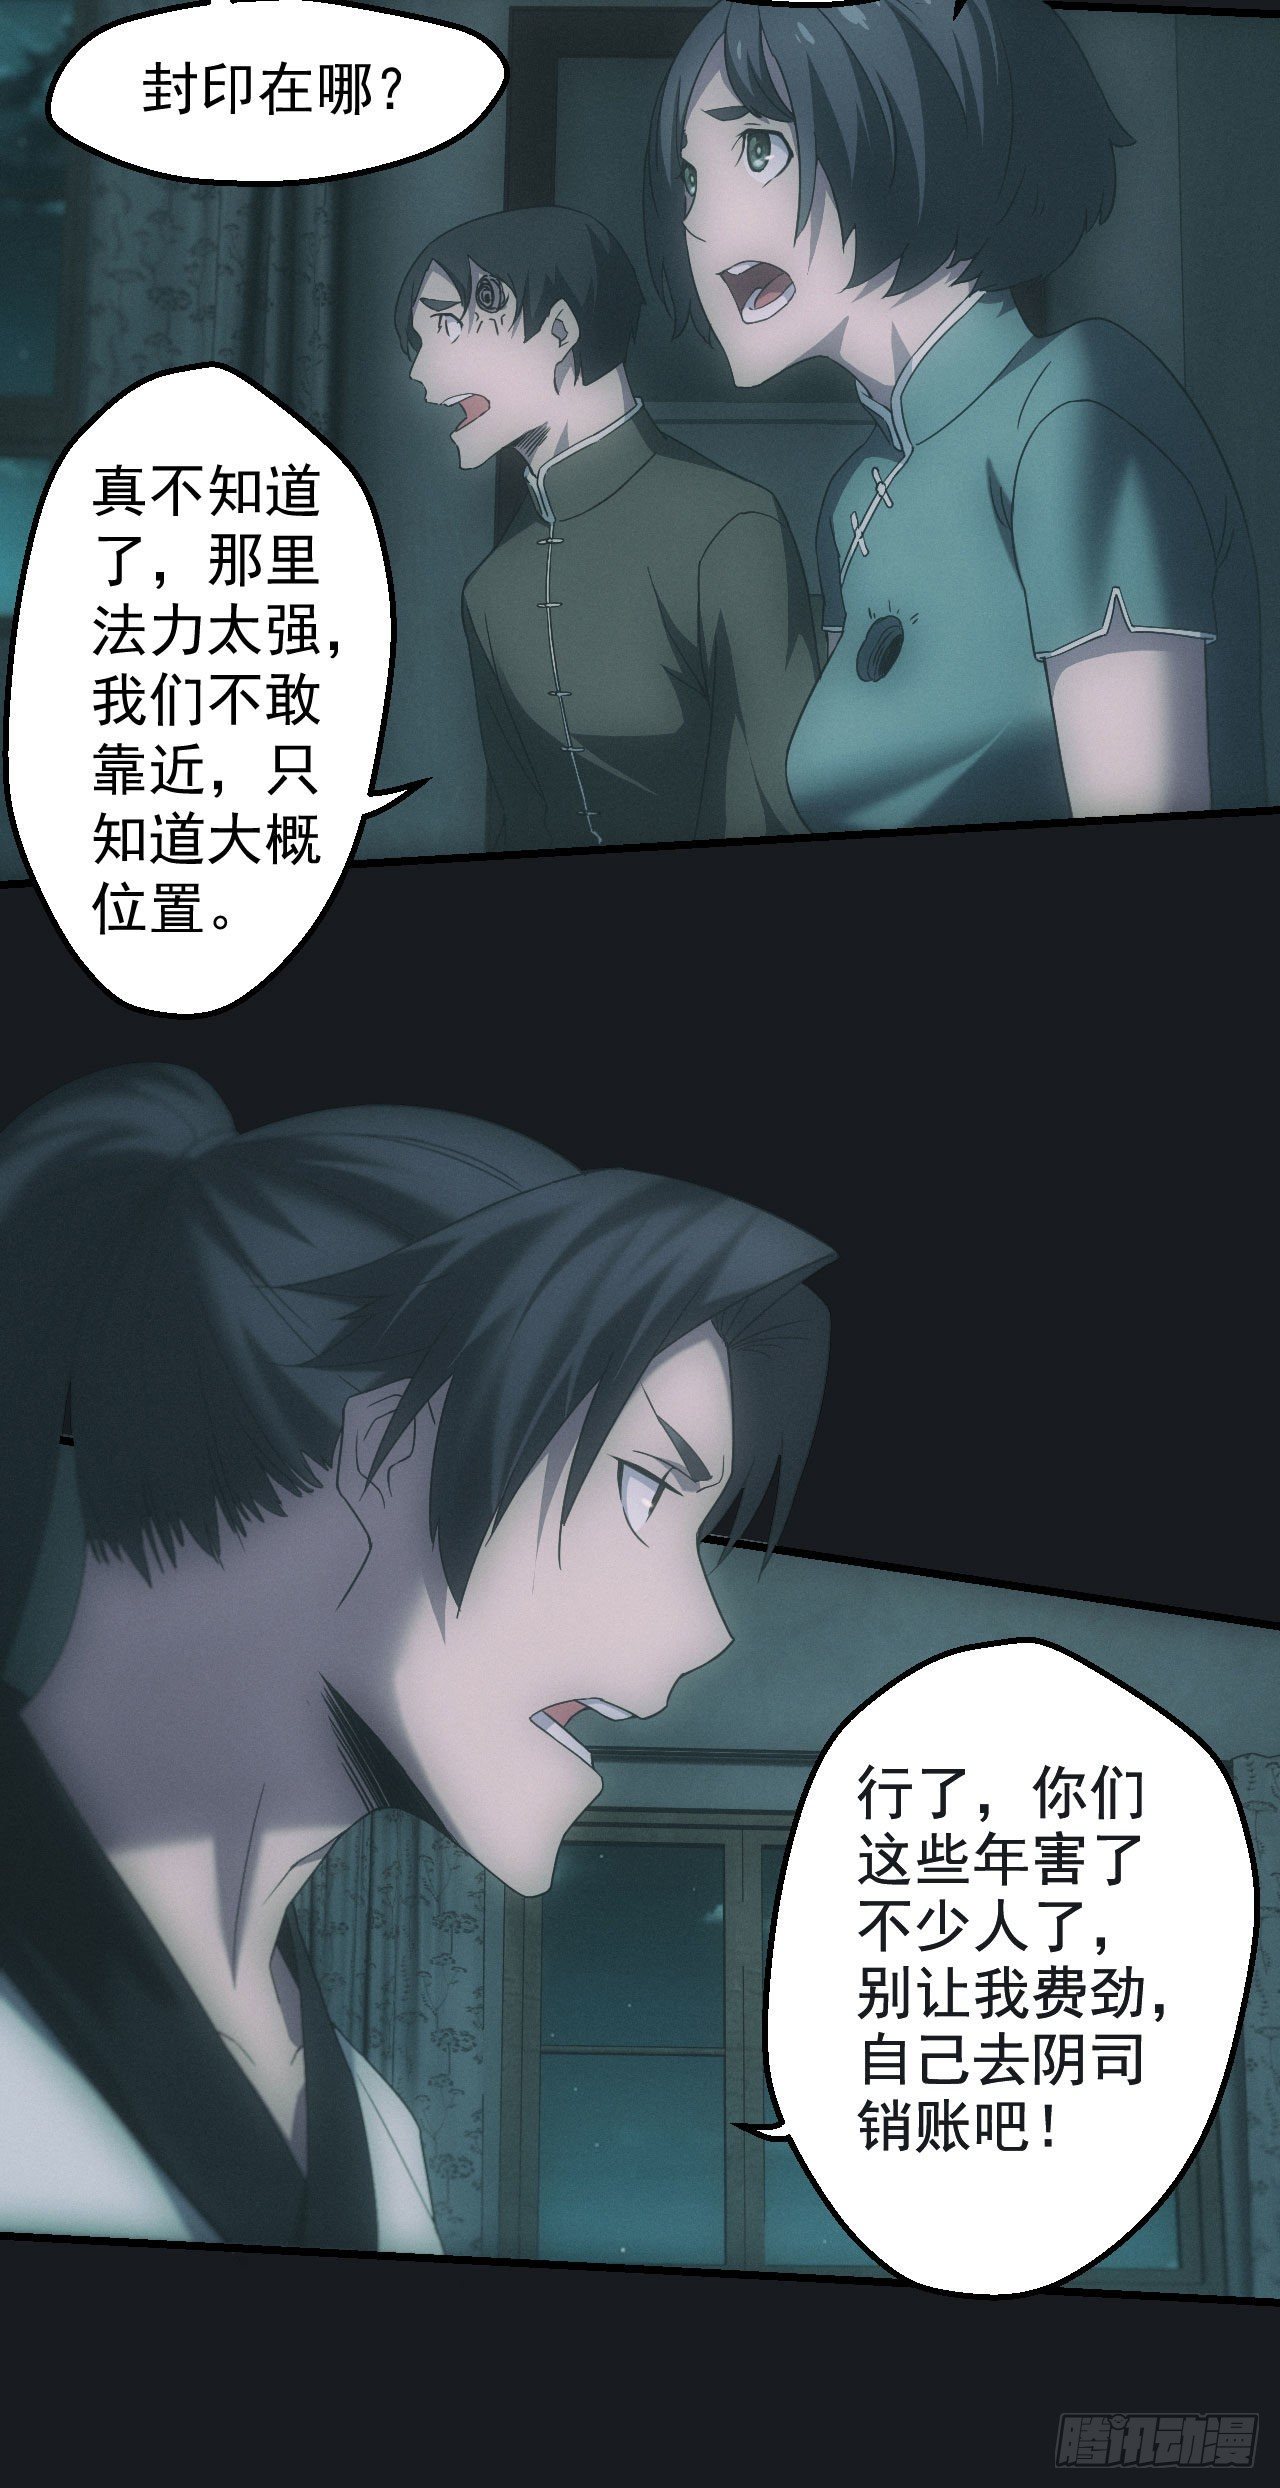 封印在哪？
真不知道
了，那里
法力太强，
我们不敢
靠近，只
知道大概
位置。
行了，你们
这些年害了
不少人了，
别让我费劲，
自己去阴司
销账吧！
腾讯动漫